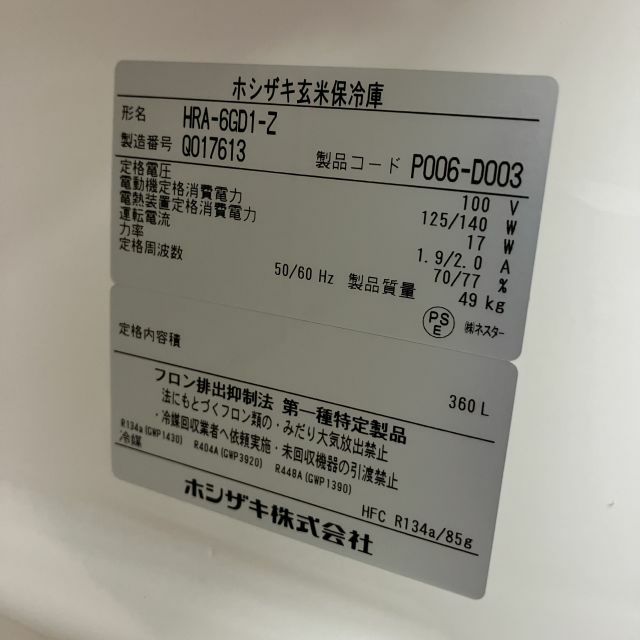 ホシザキ玄米保冷庫
形名 HRA-6GD1-Z
製造番号 Q017613 製品コード P006-D003
定格電圧 100 V
電動機定格消費電力 125/140 W
電熱装置定格消費電力 17 W
運転電流 1.9/2.0 A
力率 70/77 %
定格周波数 50/60 Hz 製品質量 49 kg
PSE ㈱ネスター
定格内容積 360 L
フロン排出抑制法 第一種特定製品
法にもとづくフロン類の・みだり大気放出禁止
・冷媒回収業者へ依頼実施・未回収機器の引渡禁止
R134a(GWP1430) R404A(GWP3920) R448A(GWP1390)
冷媒 HFC R134a/85g
ホシザキ株式会社